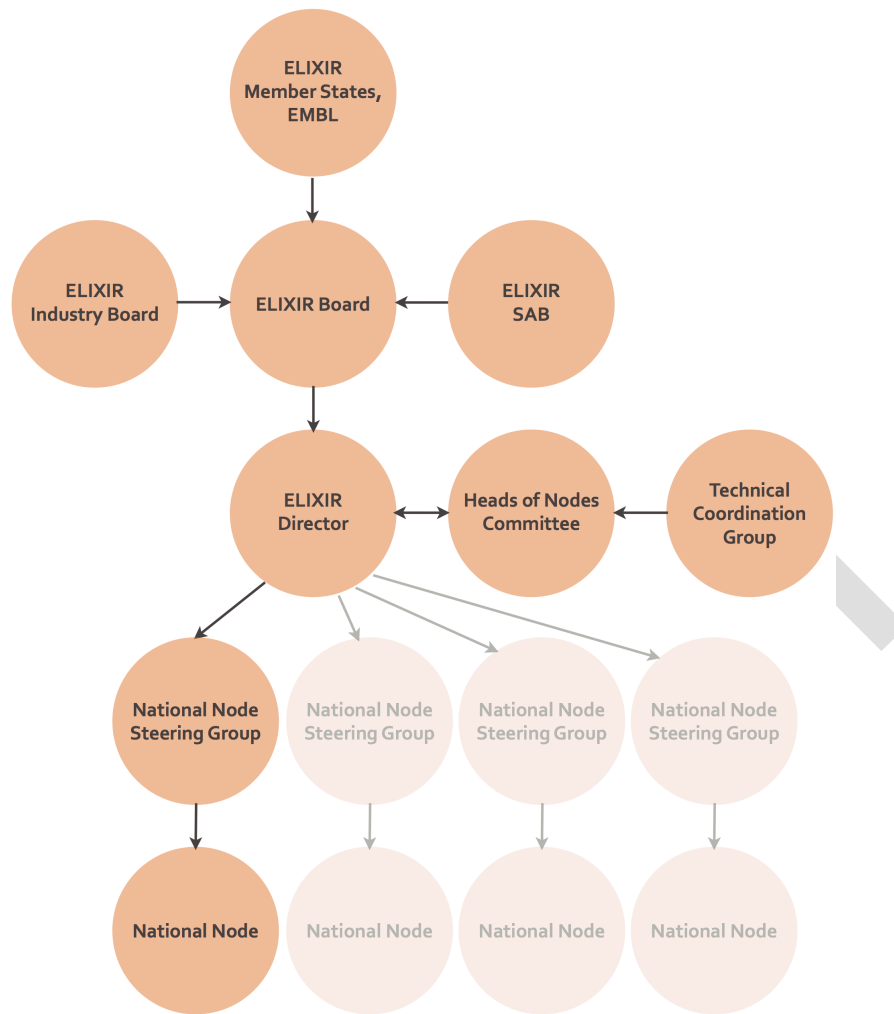 ELIXIR
Member States,
EMBL
ELIXIR
Industry Board
ELIXIR Board
ELIXIR
SAB
ELIXIR
Director
Heads of Nodes
Committee
Technical
Coordination
Group
National Node
Steering Group
National Node
Steering Group
National Node
Steering Group
National Node
Steering Group
National Node
National Node
National Node
National Node